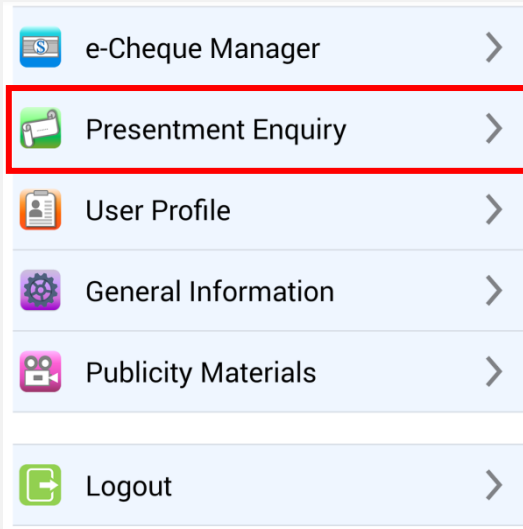 e-Cheque Manager
Presentment Enquiry
User Profile
General Information
Publicity Materials
Logout